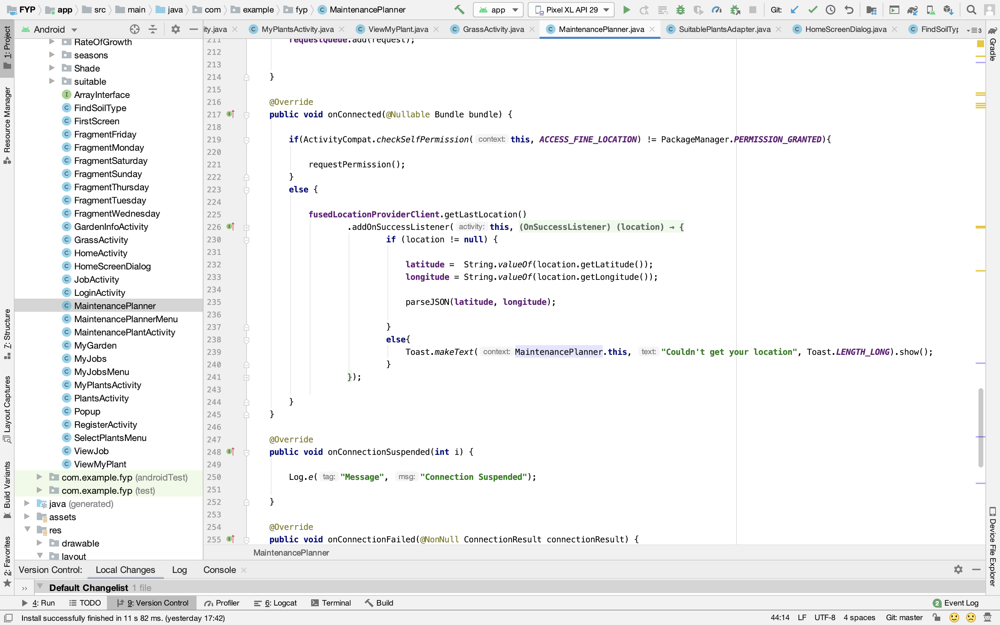 FYP app src main java com example fyp MaintenancePlanner app Pixel XL API 29 Git:
Android
ity.java MyPlantsActivity.java ViewMyPlant.java GrassActivity.java MaintenancePlanner.java SuitablePlantsAdapter.java HomeScreenDialog.java FindSoilTyp 3
1: Project
Resource Manager
7: Structure
Layout Captures
Build Variants
2: Favorites
RateOfGrowth
seasons
Shade
suitable
ArrayInterface
FindSoilType
FirstScreen
FragmentFriday
FragmentMonday
FragmentSaturday
FragmentSunday
FragmentThursday
FragmentTuesday
FragmentWednesday
GardenInfoActivity
GrassActivity
HomeActivity
HomeScreenDialog
JobActivity
LoginActivity
MaintenancePlanner
MaintenancePlannerMenu
MaintenancePlantActivity
MyGarden
MyJobs
MyJobsMenu
MyPlantsActivity
PlantsActivity
Popup
RegisterActivity
SelectPlantsMenu
ViewJob
ViewMyPlant
com.example.fyp (androidTest)
com.example.fyp (test)
java (generated)
assets
res
drawable
layout
211 requestQueue.add(request);
212
213
214 }
215
216 @Override
217 public void onConnected(@Nullable Bundle bundle) {
218
219 if(ActivityCompat.checkSelfPermission( context: this, ACCESS_FINE_LOCATION) != PackageManager.PERMISSION_GRANTED){
220
221 requestPermission();
222 }
223 else {
224
225 fusedLocationProviderClient.getLastLocation()
226 .addOnSuccessListener( activity: this, (OnSuccessListener) (location) → {
230 if (location != null) {
231
232 latitude =  String.valueOf(location.getLatitude());
233 longitude = String.valueOf(location.getLongitude());
234
235 parseJSON(latitude, longitude);
236
237 }
238 else{
239 Toast.makeText( context: MaintenancePlanner.this, text: "Couldn't get your location", Toast.LENGTH_LONG).show();
240 }
241 });
243
244 }
245 }
246
247 @Override
248 public void onConnectionSuspended(int i) {
249
250 Log.e( tag: "Message", msg: "Connection Suspended");
251
252 }
253
254 @Override
255 public void onConnectionFailed(@NonNull ConnectionResult connectionResult) {
MaintenancePlanner
Gradle
Device File Explorer
Version Control: Local Changes Log Console
Default Changelist 1 file
4: Run TODO 9: Version Control Profiler 6: Logcat Terminal Build 2 Event Log
Install successfully finished in 11 s 82 ms. (yesterday 17:42) 44:14 LF UTF-8 4 spaces Git: master